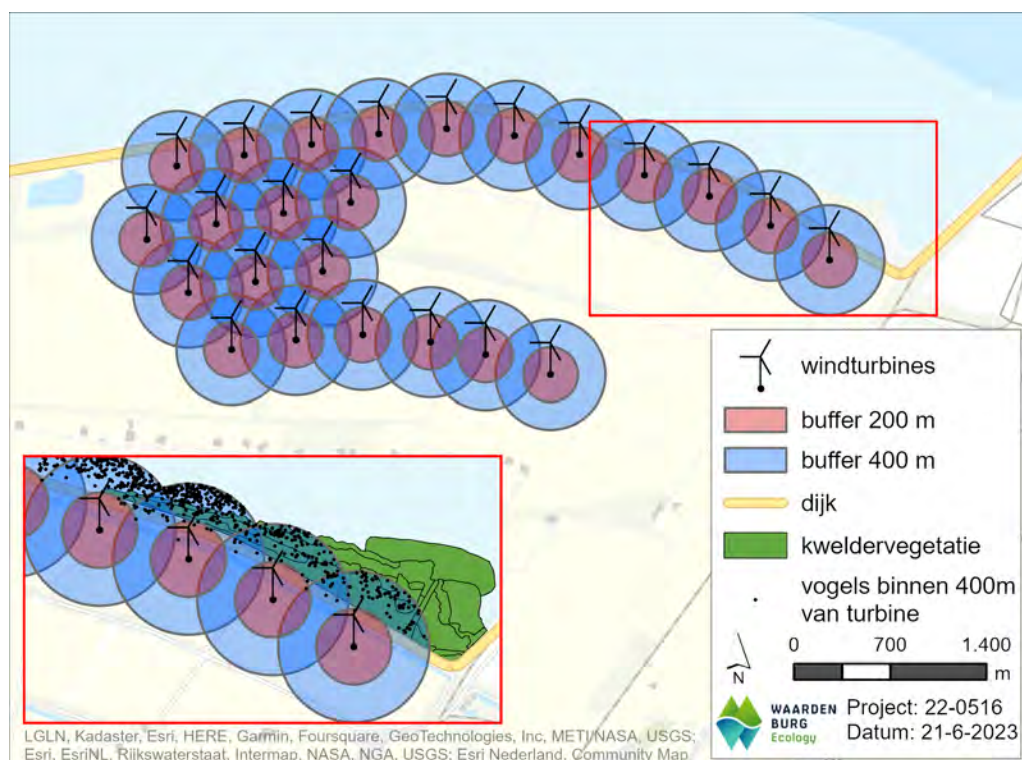 windturbines
buffer 200 m
buffer 400 m
dijk
kweldervegetatie
vogels binnen 400m
van turbine
0 700 1.400
m
N
WAARDEN
BURG
Ecology
Project: 22-0516
Datum: 21-6-2023
LGLN, Kadaster, Esri, HERE, Garmin, Foursquare, GeoTechnologies, Inc, METI/NASA, USGS;
Esri, EsriNL, Rijkswaterstaat, Intermap, NASA, NGA, USGS; Esri Nederland, Community Map